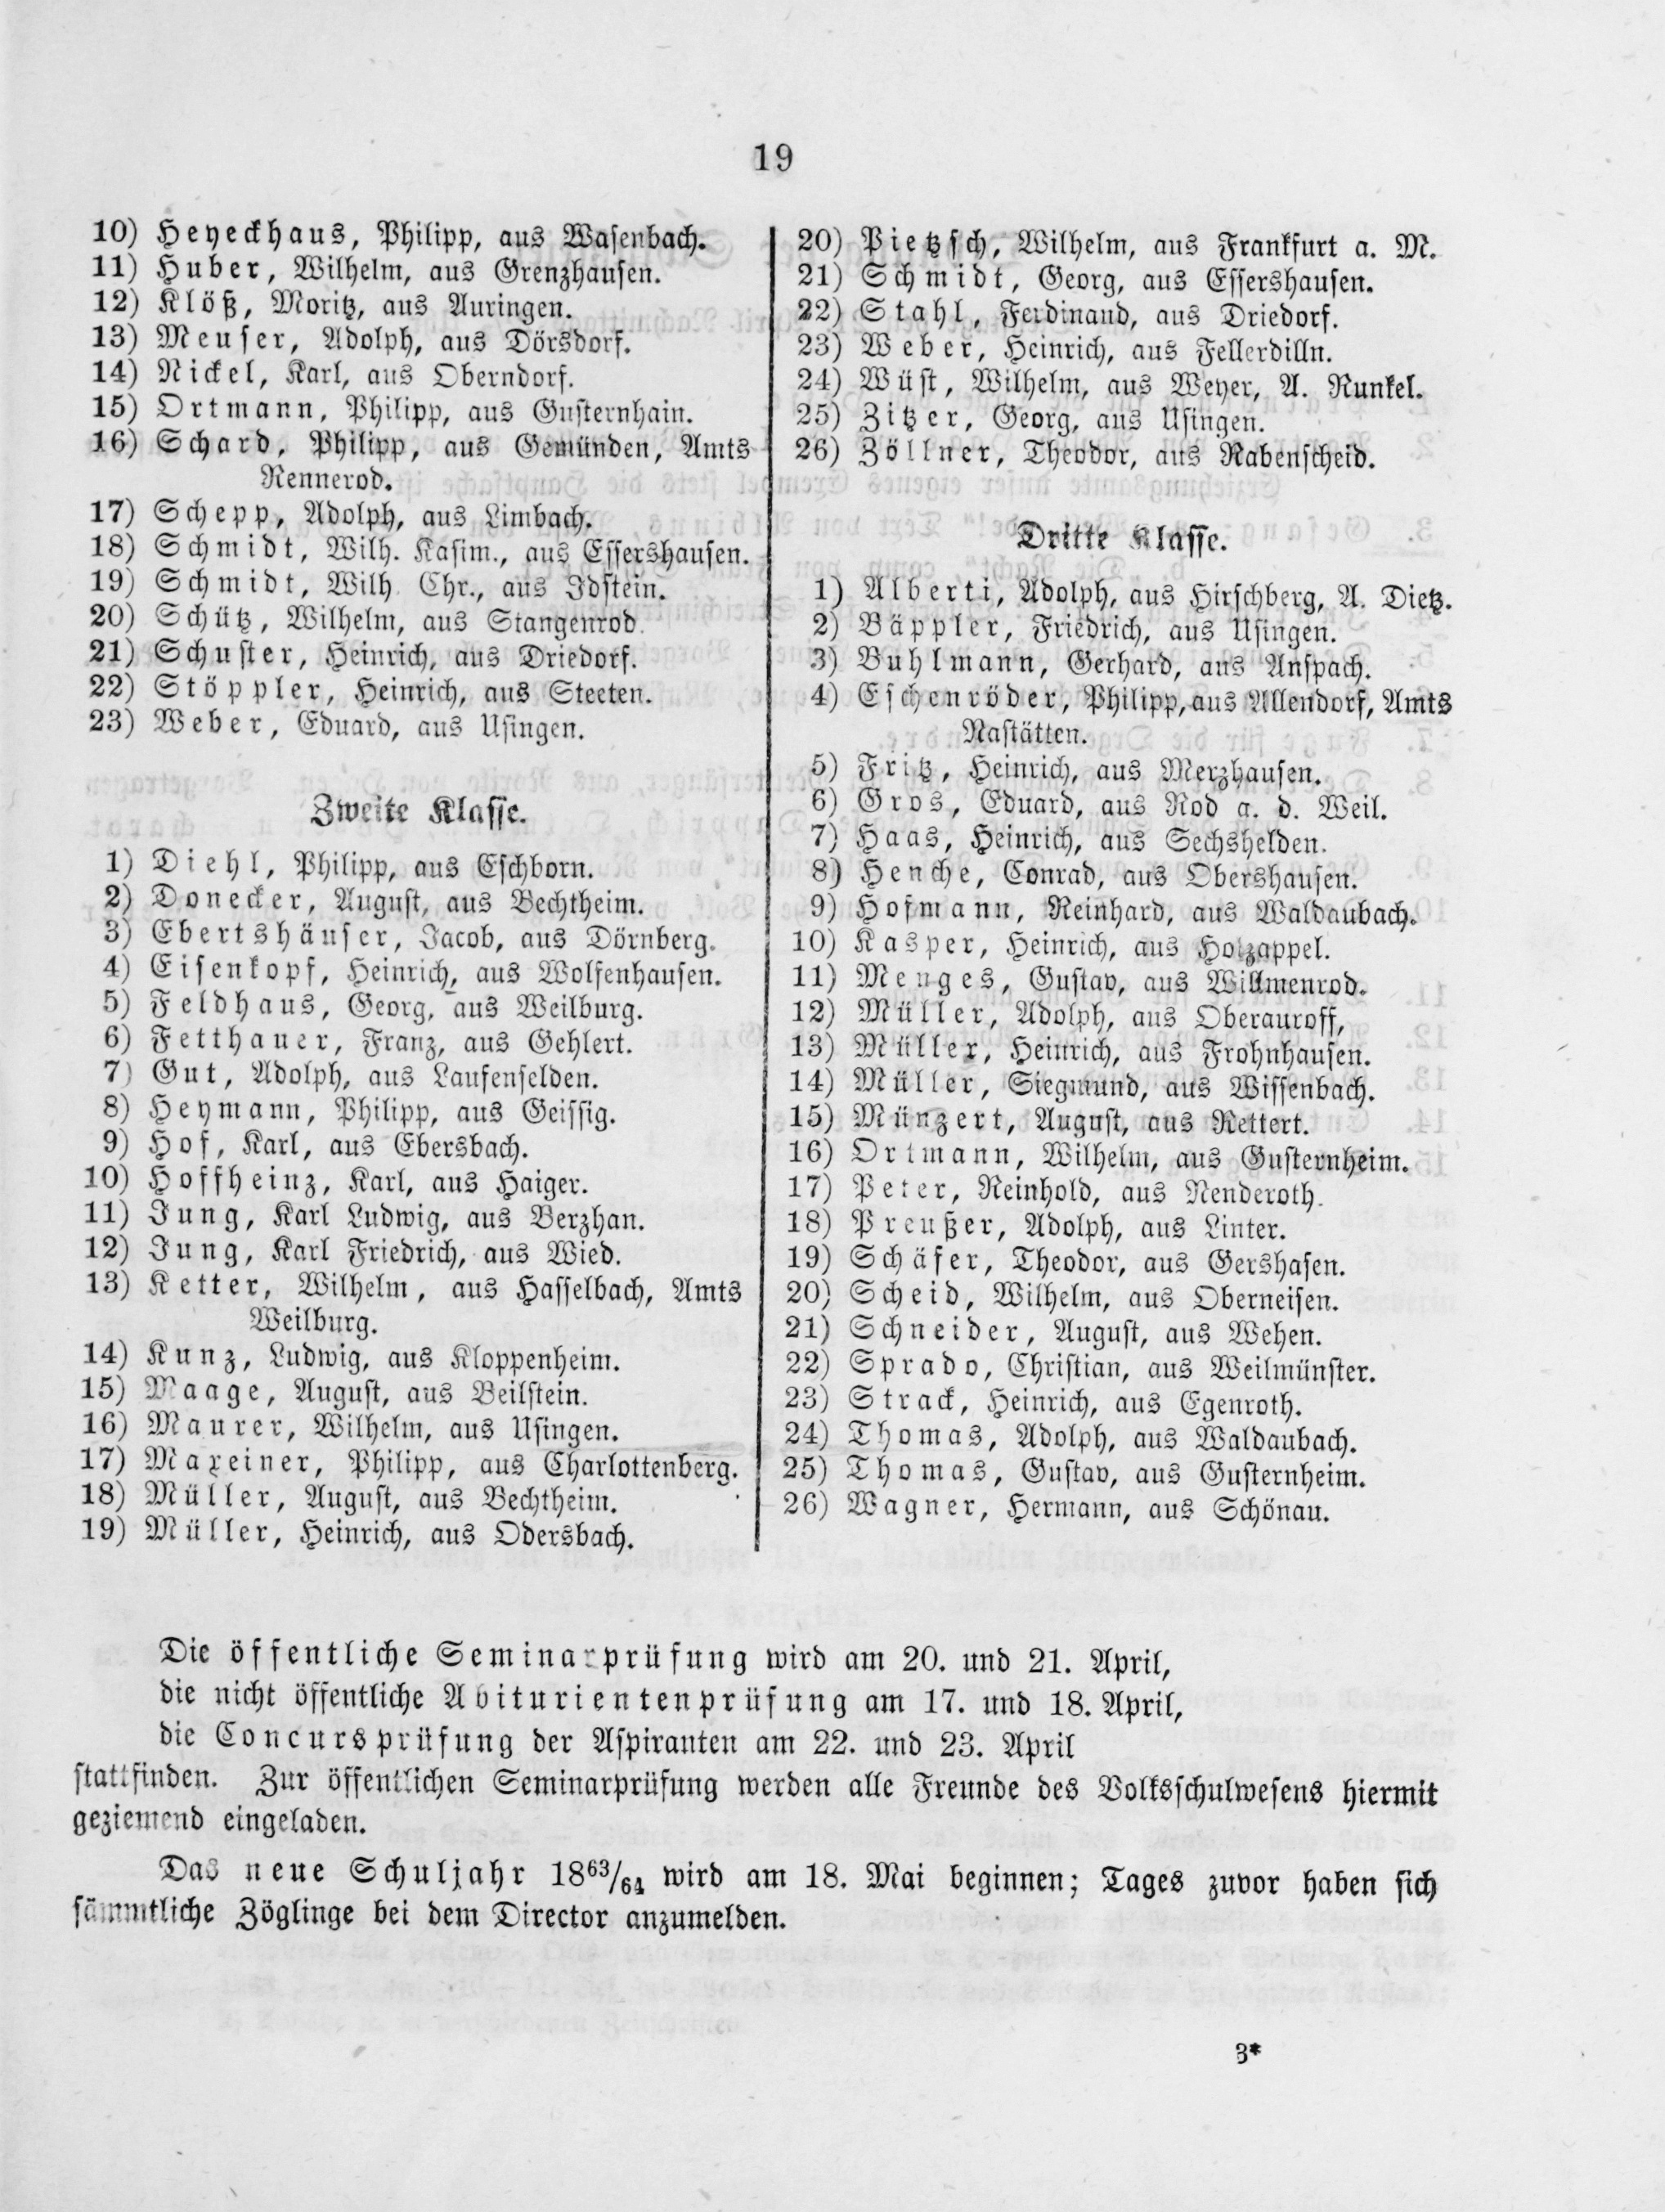 19
10) Heyeckhaus, Philipp, aus Wasenbach.
11) Huber, Wilhelm, aus Grenzhausen.
12) Klöß, Moritz, aus Auringen.
13) Meuser, Adolph, aus Dörsdorf.
14) Nickel, Karl, aus Oberndorf.
15) Ortmann, Philipp, aus Gusternhain.
16) Schard, Philipp, aus Gemünden, Amts
Rennerod.
17) Schepp, Adolph, aus Limbach.
18) Schmidt, Wilh. Kasim., aus Essershausen.
19) Schmidt, Wilh. Chr., aus Idstein.
20) Schütz, Wilhelm, aus Stangenrod.
21) Schuster, Heinrich, aus Driedorf.
22) Stöppler, Heinrich, aus Steeten.
23) Weber, Eduard, aus Usingen.
Zweite Klasse.
1) Diehl, Philipp, aus Eschborn.
2) Donecker, August, aus Bechtheim.
3) Ebertshäuser, Jacob, aus Dörnberg.
4) Eisenkopf, Heinrich, aus Wolfenhausen.
5) Feldhaus, Georg, aus Weilburg.
6) Fetthauer, Franz, aus Gehlert.
7) Gut, Adolph, aus Laufenselden.
8) Heymann, Philipp, aus Geissig.
9) Hof, Karl, aus Ebersbach.
10) Hoffheinz, Karl, aus Haiger.
11) Jung, Karl Ludwig, aus Berzhan.
12) Jung, Karl Friedrich, aus Wied.
13) Ketter, Wilhelm, aus Hasselbach, Amts
Weilburg.
14) Kunz, Ludwig, aus Kloppenheim.
15) Maage, August, aus Beilstein.
16) Maurer, Wilhelm, aus Usingen.
17) Maxeiner, Philipp, aus Charlottenberg.
18) Müller, August, aus Bechtheim.
19) Müller, Heinrich, aus Odersbach.
20) Pietzsch, Wilhelm, aus Frankfurt a. M.
21) Schmidt, Georg, aus Essershausen.
22) Stahl, Ferdinand, aus Driedorf.
23) Weber, Heinrich, aus Fellerdilln.
24) Wüst, Wilhelm, aus Weyer, A. Runkel.
25) Zitzer, Georg, aus Usingen.
26) Zöllner, Theodor, aus Rabenscheid.
Dritte Klasse.
1) Alberti, Adolph, aus Hirschberg, A. Dietz.
2) Bäppler, Friedrich, aus Usingen.
3) Buhlmann, Gerhard, aus Anspach.
4) Eschenröder, Philipp, aus Allendorf, Amts
Nastätten.
5) Fritz, Heinrich, aus Merzhausen.
6) Gros, Eduard, aus Rod a. d. Weil.
7) Haas, Heinrich, aus Sechshelden.
8) Henche, Conrad, aus Obershausen.
9) Hofmann, Reinhard, aus Waldaubach.
10) Kasper, Heinrich, aus Holzappel.
11) Menges, Gustav, aus Willmenrod.
12) Müller, Adolph, aus Oberauroff,
13) Müller, Heinrich, aus Frohnhausen.
14) Müller, Siegmund, aus Wissenbach.
15) Münzert, August, aus Rettert.
16) Ortmann, Wilhelm, aus Gusternheim.
17) Peter, Reinhold, aus Nenderoth.
18) Preußer, Adolph, aus Linter.
19) Schäfer, Theodor, aus Gershasen.
20) Scheid, Wilhelm, aus Oberneisen.
21) Schneider, August, aus Wehen.
22) Sprado, Christian, aus Weilmünster.
23) Strack, Heinrich, aus Egenroth.
24) Thomas, Adolph, aus Waldaubach.
25) Thomas, Gustav, aus Gusternheim.
26) Wagner, Hermann, aus Schönau.
Die öffentliche Seminarprüfung wird am 20. und 21. April,
die nicht öffentliche Abiturientenprüfung am 17. und 18. April,
die Concursprüfung der Aspiranten am 22. und 23. April
stattfinden. Zur öffentlichen Seminarprüfung werden alle Freunde des Volksschulwesens hiermit
geziemend eingeladen.
Das neue Schuljahr 18⁶³/₆₄ wird am 18. Mai beginnen; Tages zuvor haben sich
sämmtliche Zöglinge bei dem Director anzumelden.
3*